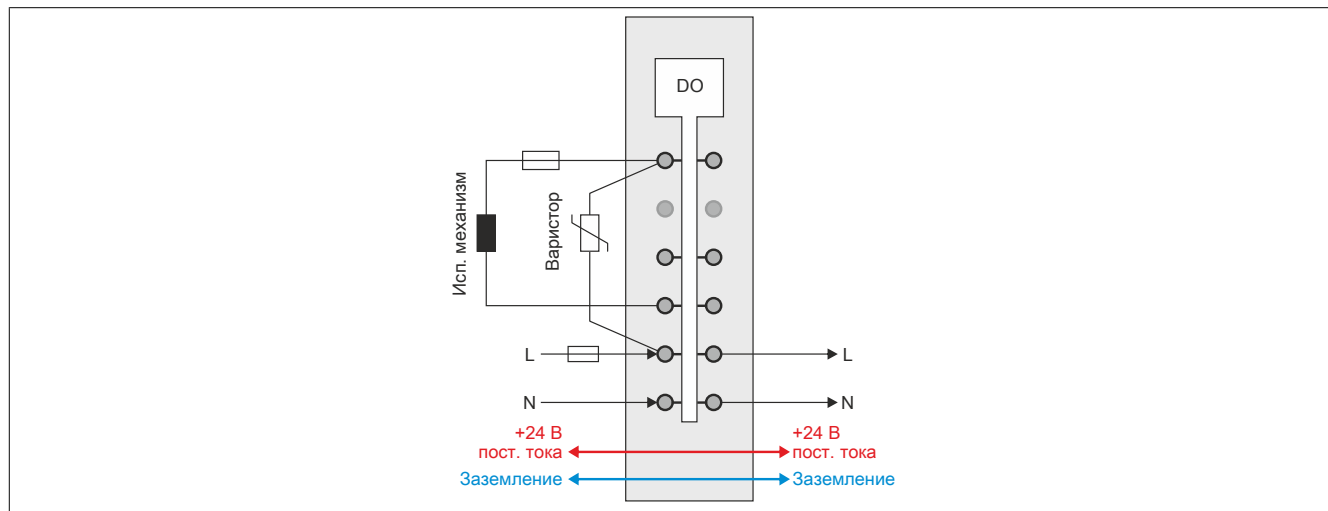 DO
Исп. механизм
Варистор
L
L
N
N
+24 В
пост. тока
+24 В
пост. тока
Заземление
Заземление